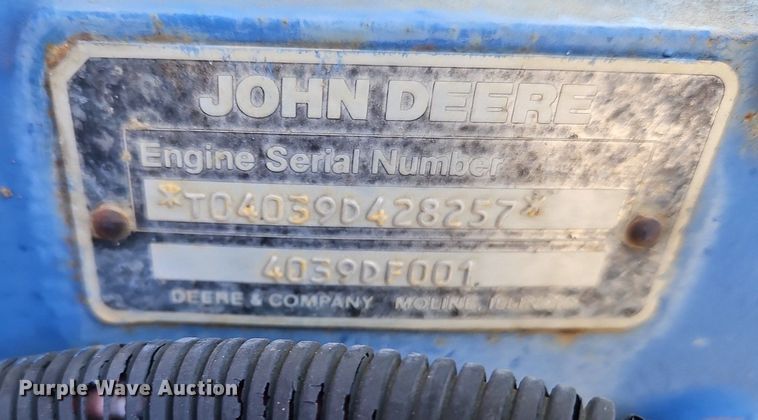 JOHN DEERE
Engine Serial Number
*T04039D428257*
4039DF001
DEERE & COMPANY MOLINE, ILLINOIS
Purple Wave Auction